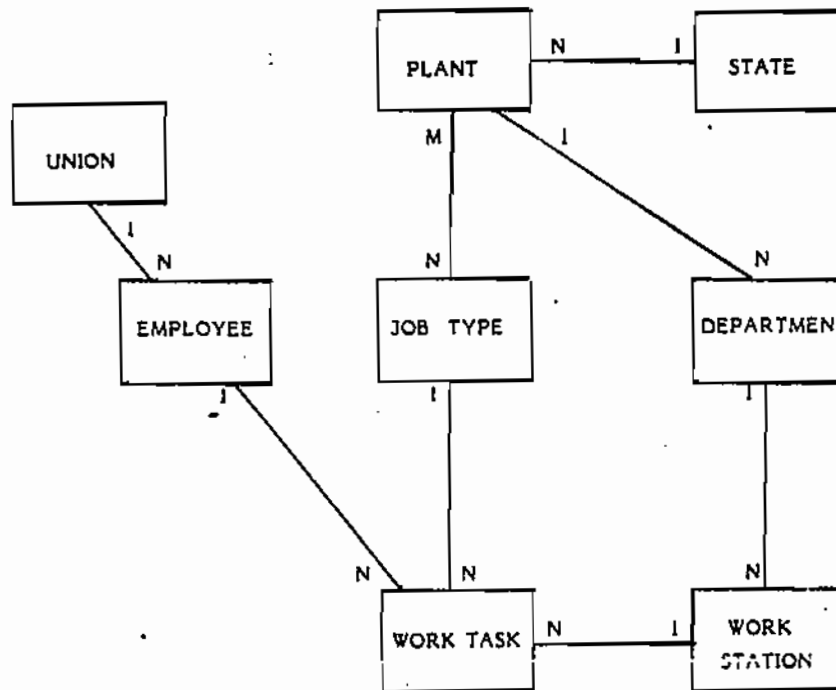 N 1
PLANT STATE
UNION
M 1
1
N N N
EMPLOYEE JOB TYPE DEPARTMEN
1 1 1
N N N
N 1
WORK TASK WORK
STATION